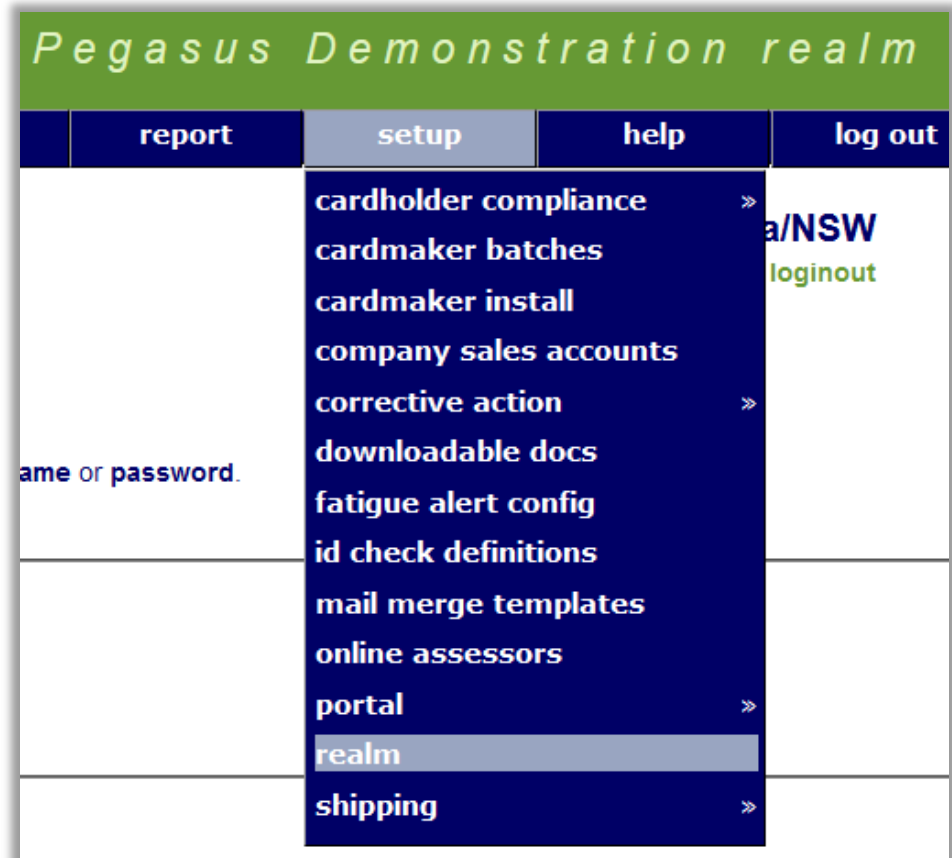 Pegasus Demonstration realm
report setup help log out
cardholder compliance »
a/NSW
cardmaker batches
loginout
cardmaker install
company sales accounts
corrective action »
downloadable docs
ame or password.
fatigue alert config
id check definitions
mail merge templates
online assessors
portal »
realm
shipping »